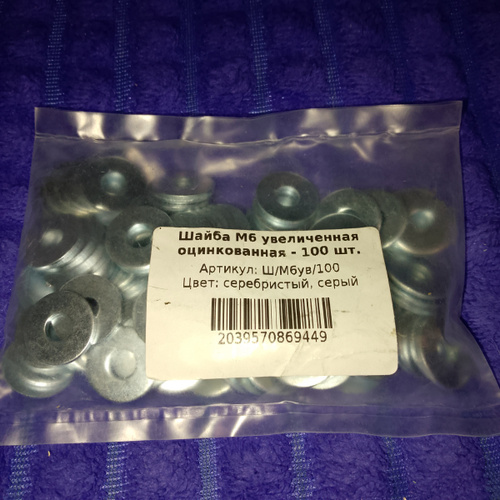 Шайба М6 увеличенная
оцинкованная - 100 шт.
Артикул: Ш/М6ув/100
Цвет: серебристый, серый
2039570869449